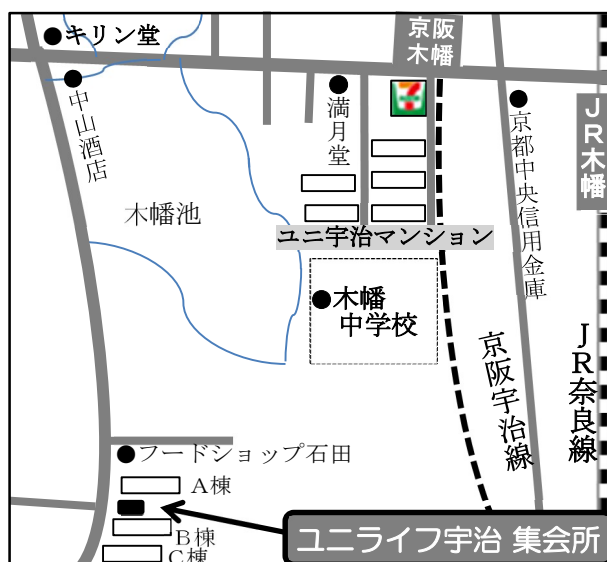 キリン堂
京阪
木幡
中山酒店
満月堂
京都中央信用金庫
JR木幡
木幡池
ユニ宇治マンション
木幡
中学校
京阪宇治線
JR奈良線
フードショップ石田
A棟
B棟
C棟
ユニライフ宇治 集会所